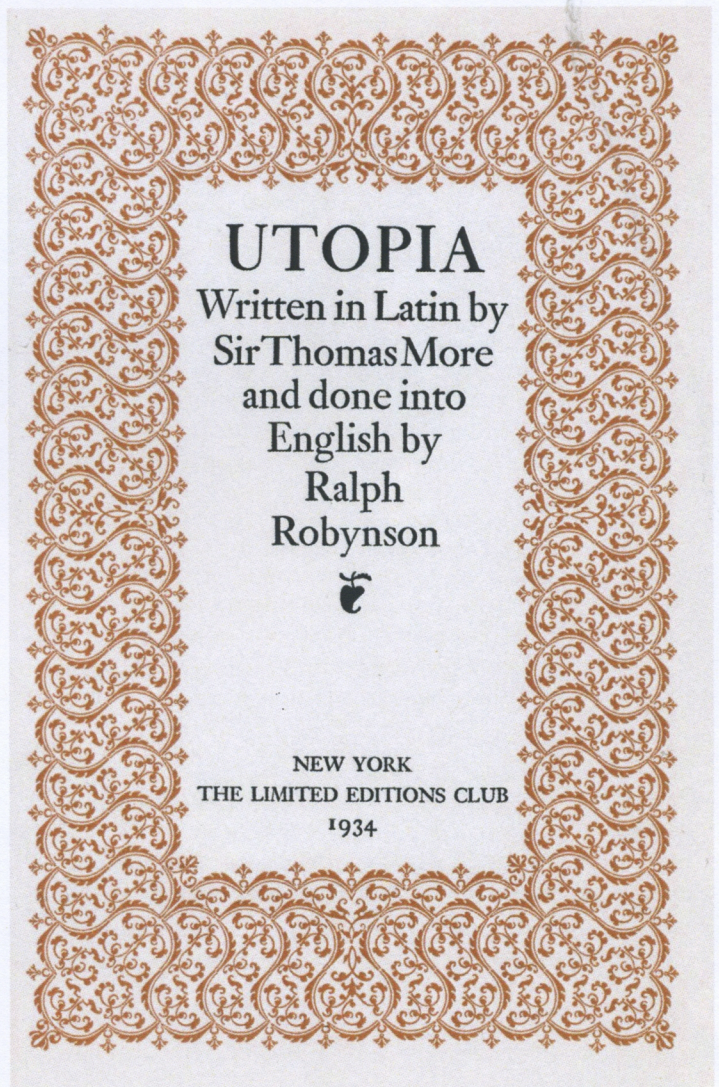 UTOPIA
Written in Latin by
Sir Thomas More
and done into
English by
Ralph
Robynson
NEW YORK
THE LIMITED EDITIONS CLUB
1934